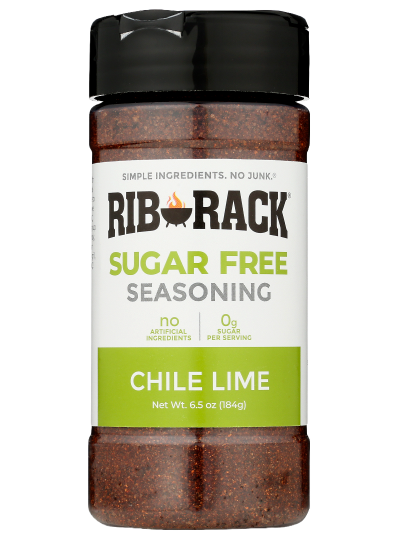 SIMPLE INGREDIENTS. NO JUNK.®
RIB RACK®
SUGAR FREE
SEASONING
no
ARTIFICIAL
INGREDIENTS
0g
SUGAR
PER SERVING
CHILE LIME
Net Wt. 6.5 oz (184g)